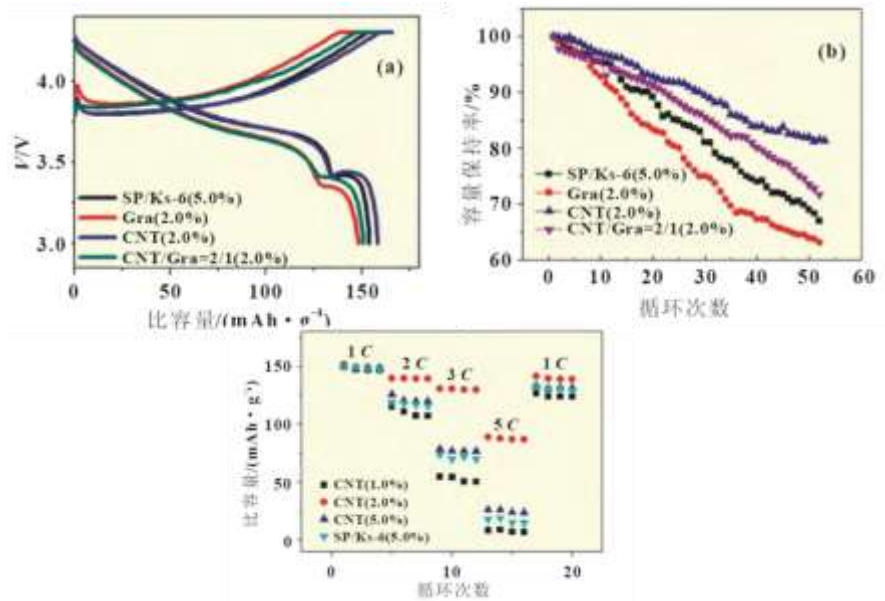 (a)
V/V
4.0
3.5
3.0
SP/Ks-6(5.0%)
Gra(2.0%)
CNT(2.0%)
CNT/Gra=2/1(2.0%)
0 50 100 150
比容量/(mAh·g⁻¹)
(b)
容量保持率/%
100
90
80
70
60
SP/Ks-6(5.0%)
Gra(2.0%)
CNT(2.0%)
CNT/Gra=2/1(2.0%)
0 10 20 30 40 50 60
循环次数
比容量/(mAh·g⁻¹)
150
100
50
0
1 C
2 C
3 C
5 C
1 C
CNT(1.0%)
CNT(2.0%)
CNT(5.0%)
SP/Ks-6(5.0%)
0 10 20
循环次数